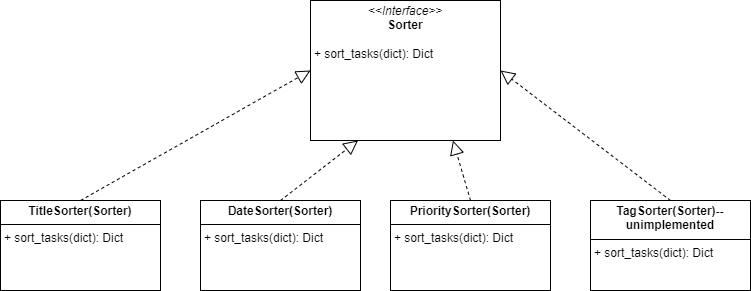 <<Interface>>
Sorter
+ sort_tasks(dict): Dict
TitleSorter(Sorter)
+ sort_tasks(dict): Dict
DateSorter(Sorter)
+ sort_tasks(dict): Dict
PrioritySorter(Sorter)
+ sort_tasks(dict): Dict
TagSorter(Sorter)--
unimplemented
+ sort_tasks(dict): Dict